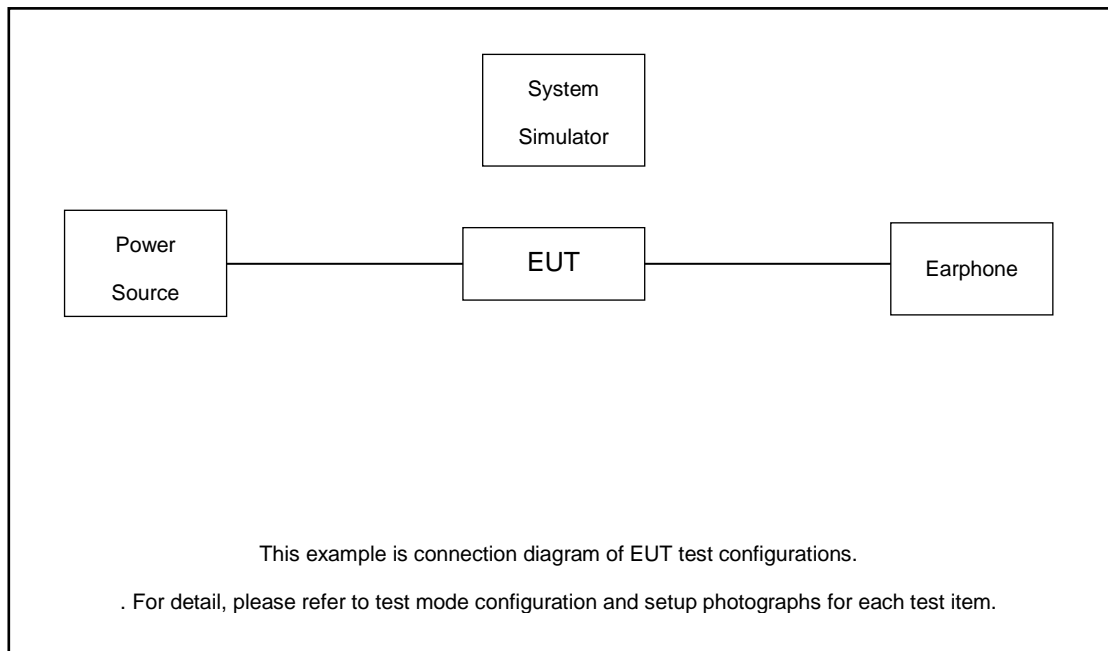 System
Simulator
Power
Source
EUT
Earphone
This example is connection diagram of EUT test configurations.
. For detail, please refer to test mode configuration and setup photographs for each test item.